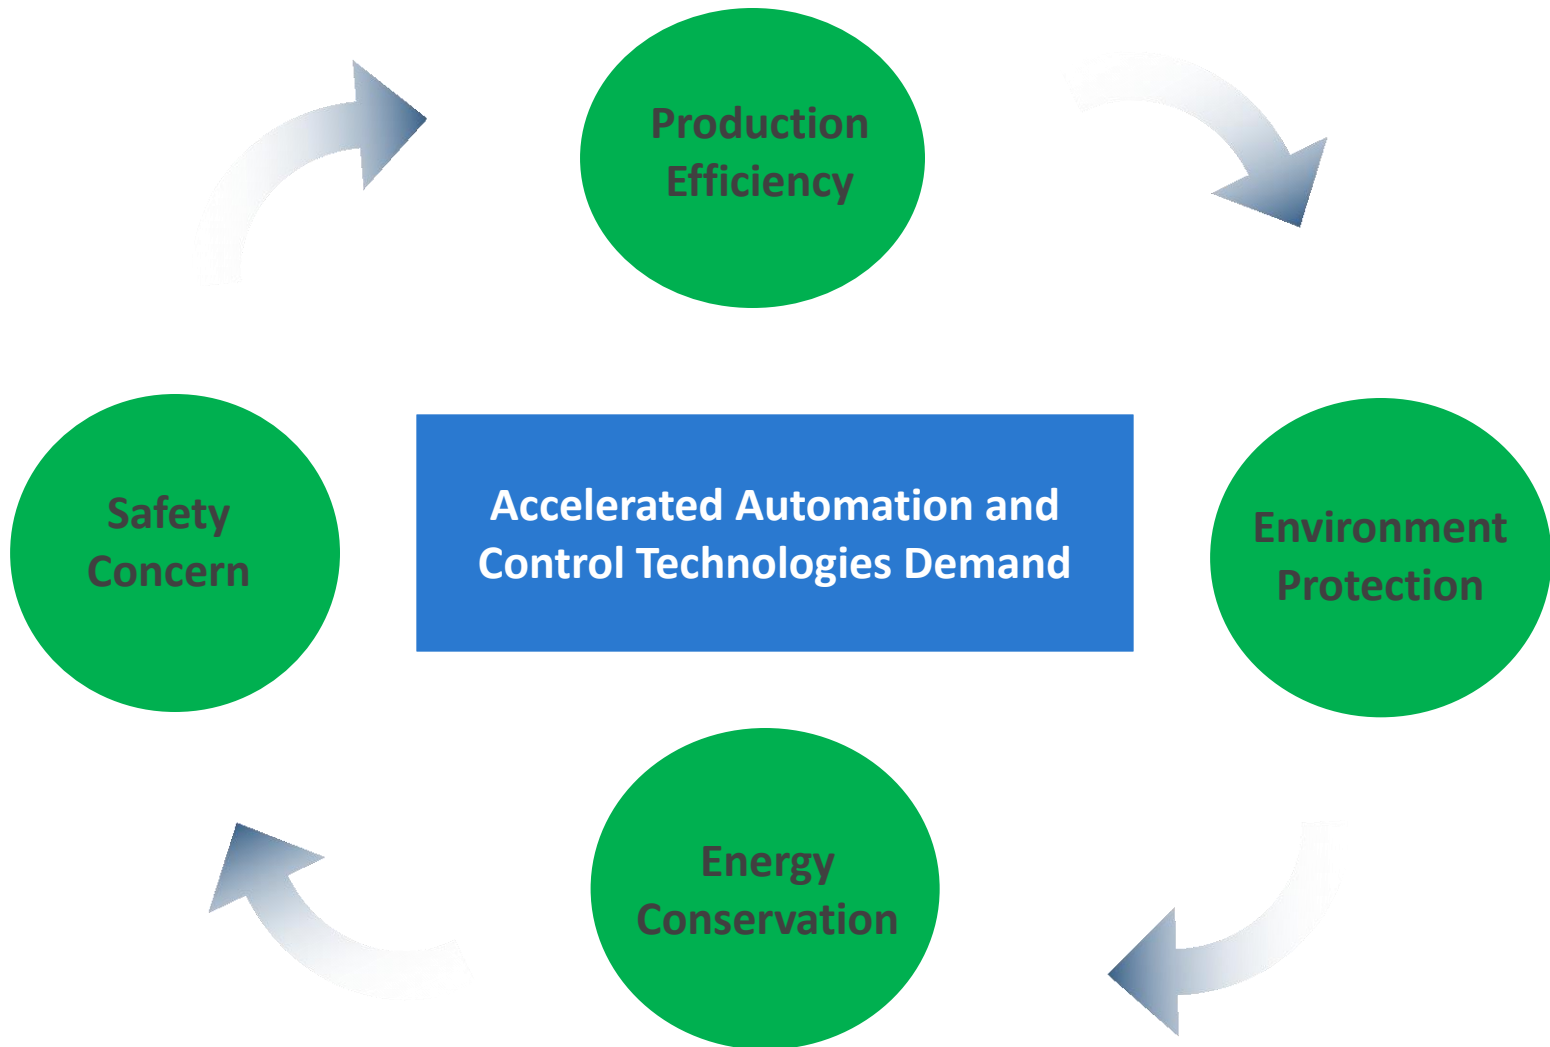 Production
Efficiency
Safety
Concern
Accelerated Automation and
Control Technologies Demand
Environment
Protection
Energy
Conservation